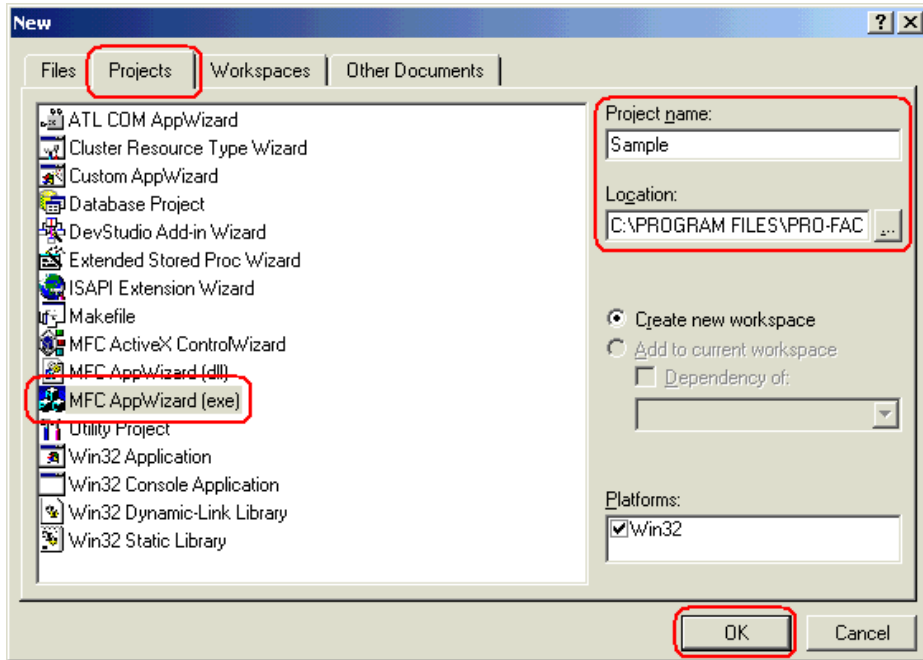 New
Files
Projects
Workspaces
Other Documents
ATL COM AppWizard
Cluster Resource Type Wizard
Custom AppWizard
Database Project
DevStudio Add-in Wizard
Extended Stored Proc Wizard
ISAPI Extension Wizard
Makefile
MFC ActiveX ControlWizard
MFC AppWizard (dll)
MFC AppWizard (exe)
Utility Project
Win32 Application
Win32 Console Application
Win32 Dynamic-Link Library
Win32 Static Library
Project name:
Sample
Location:
C:\PROGRAM FILES\PRO-FAC
...
Create new workspace
Add to current workspace
Dependency of:
Platforms:
Win32
OK
Cancel